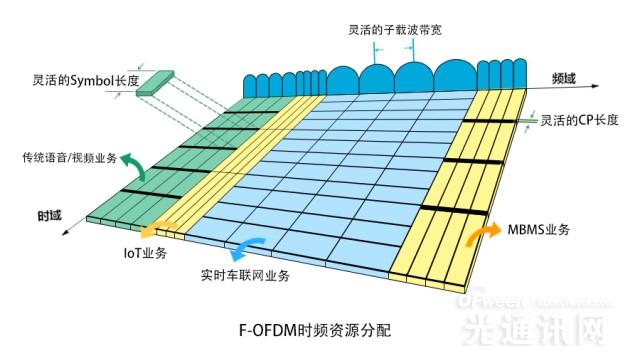 灵活的子载波带宽
灵活的Symbol长度
频域
灵活的CP长度
传统语音/视频业务
时域
IoT业务
实时车联网业务
MBMS业务
F-OFDM时频资源分配
OFweek
光通讯网